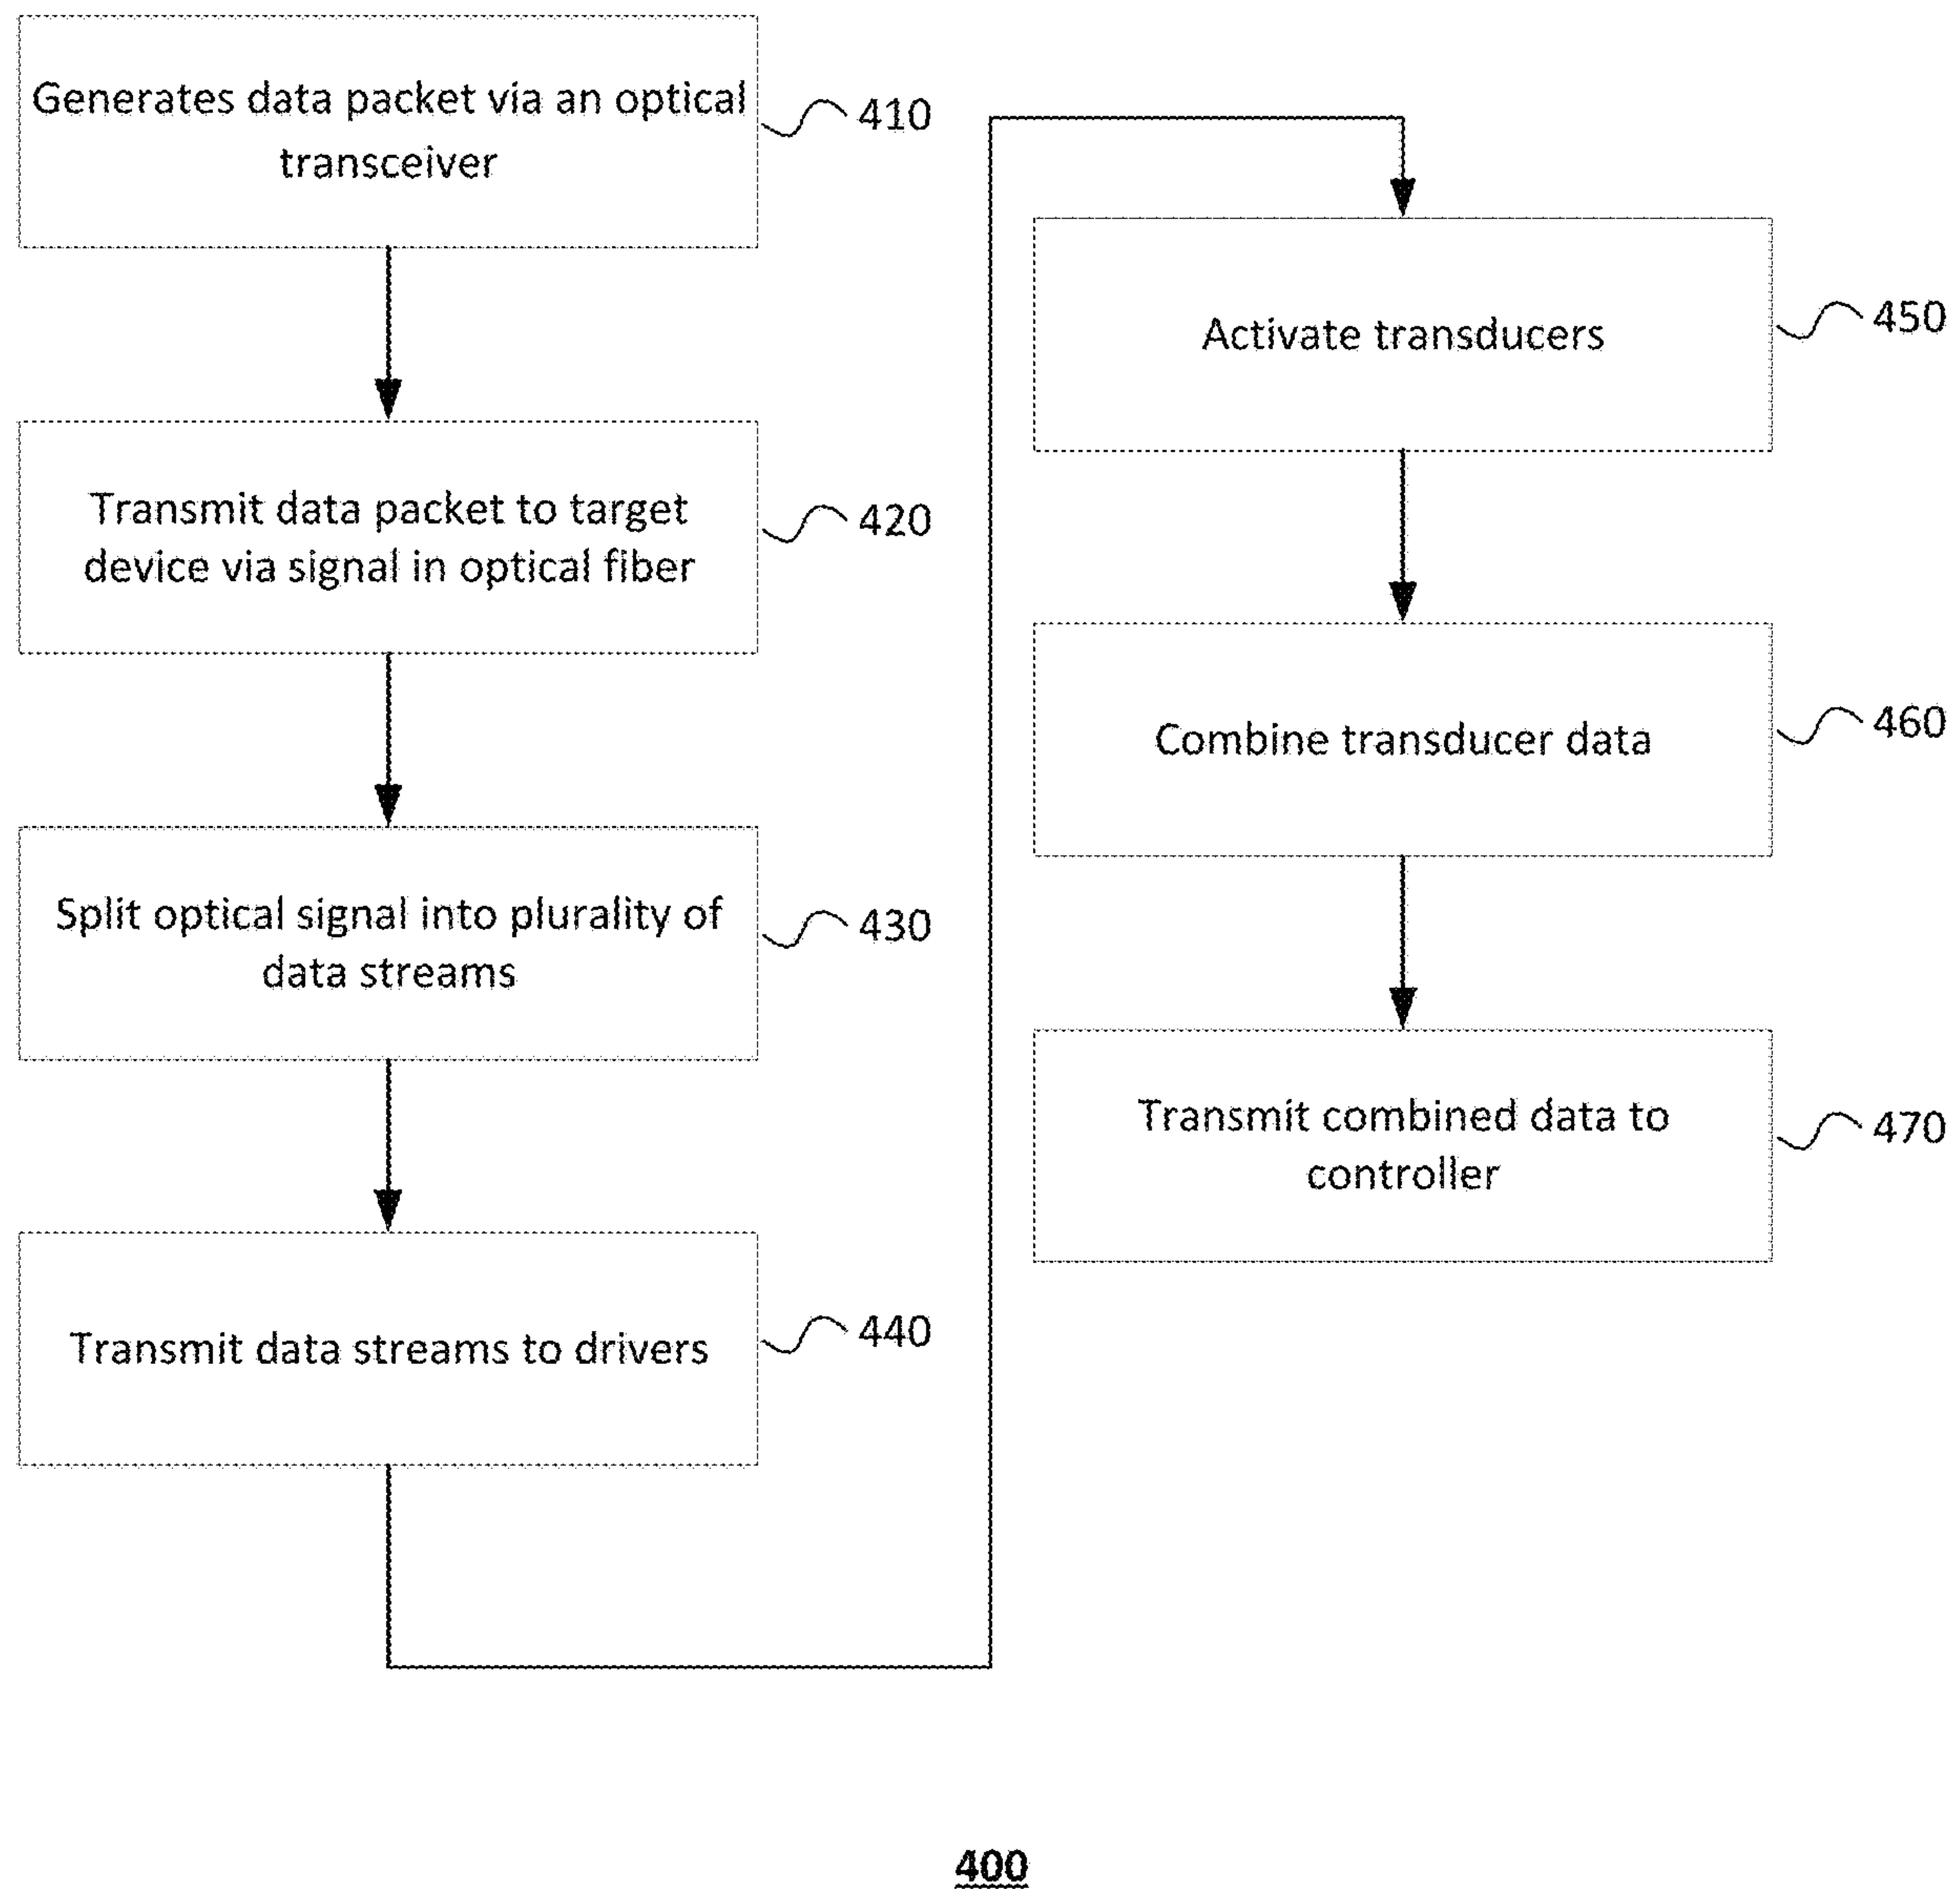 Generates data packet via an optical
transceiver
410
Transmit data packet to target
device via signal in optical fiber
420
Split optical signal into plurality of
data streams
430
Transmit data streams to drivers
440
Activate transducers
450
Combine transducer data
460
Transmit combined data to
controller
470
400